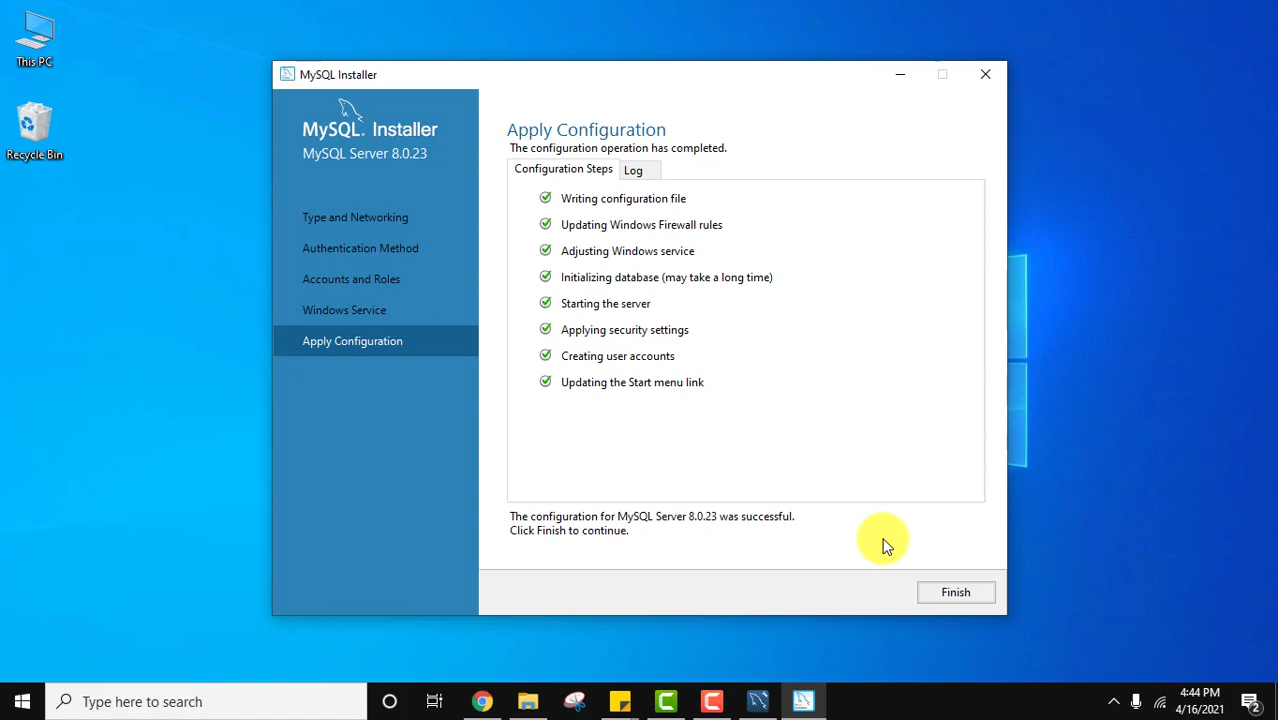 This PC
Recycle Bin
MySQL Installer
MySQL. Installer
MySQL Server 8.0.23
Type and Networking
Authentication Method
Accounts and Roles
Windows Service
Apply Configuration
Apply Configuration
The configuration operation has completed.
Configuration Steps
Log
Writing configuration file
Updating Windows Firewall rules
Adjusting Windows service
Initializing database (may take a long time)
Starting the server
Applying security settings
Creating user accounts
Updating the Start menu link
The configuration for MySQL Server 8.0.23 was successful.
Click Finish to continue.
Finish
Type here to search
4:44 PM
4/16/2021
2